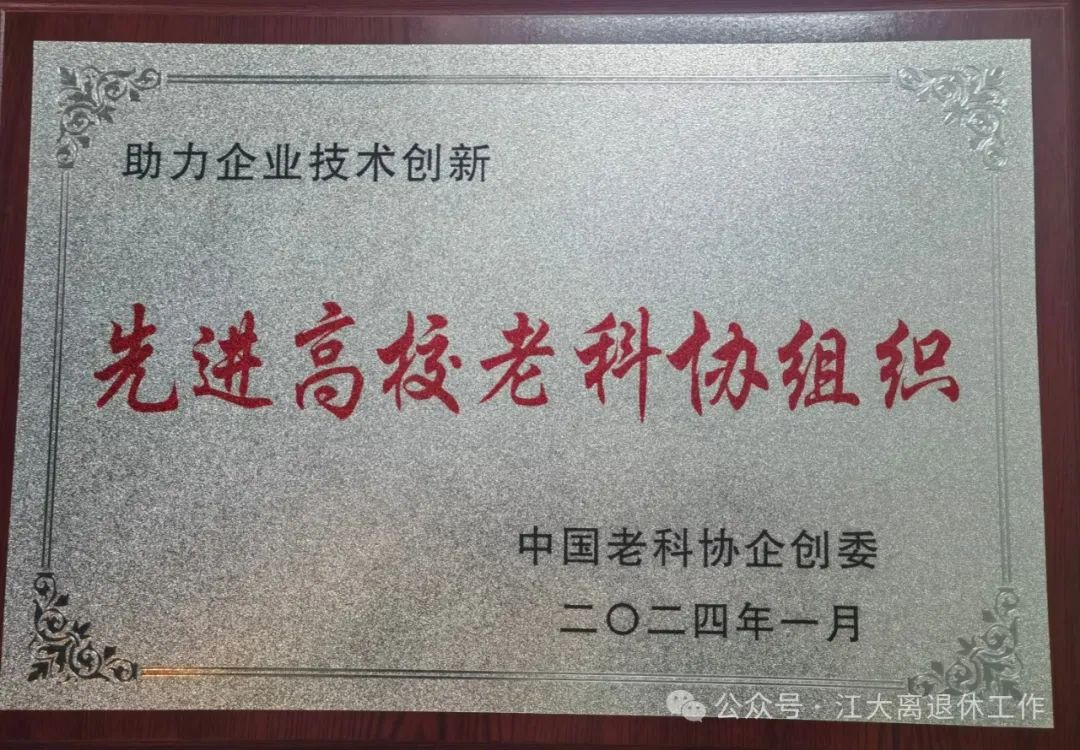 助力企业技术创新
先进高校老科协组织
中国老科协企创委
二〇二四年一月
公众号·江大离退休工作